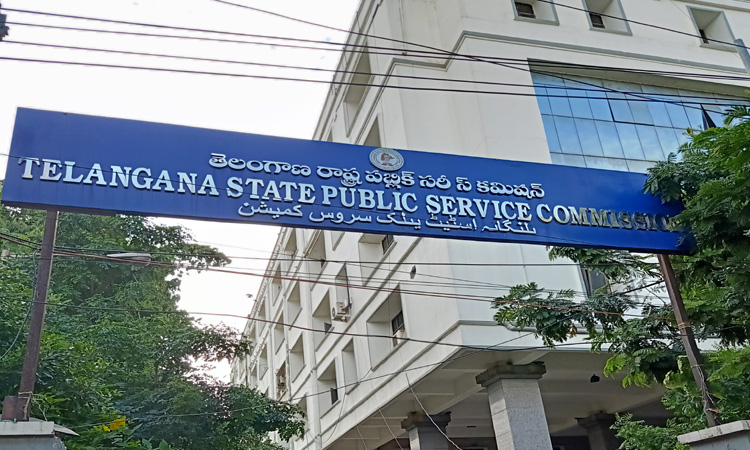 తెలంగాణ రాష్ట్ర పబ్లిక్ సర్వీస్ కమిషన్
TELANGANA STATE PUBLIC SERVICE COMMISSION
تلنگانہ اسٹیٹ پبلک سروس کمیشن